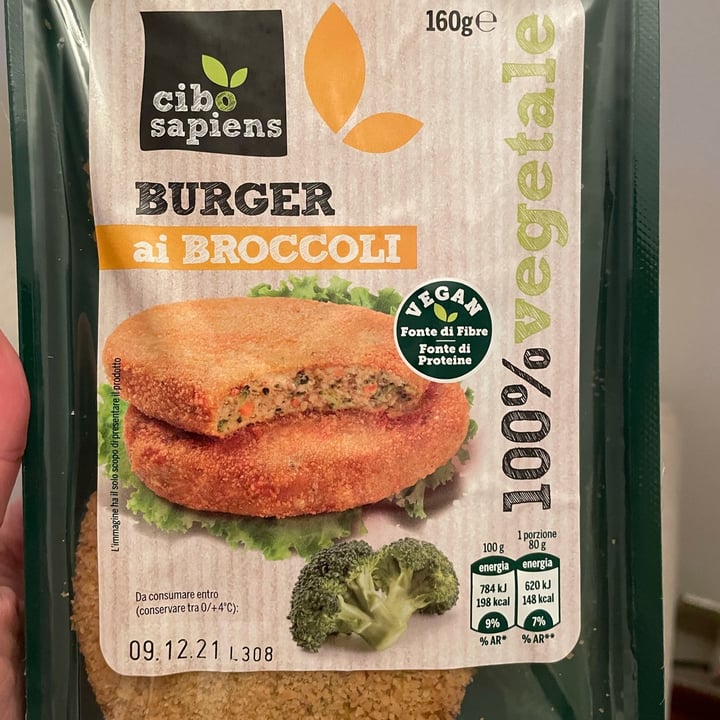 160g e
cibo
sapiens
BURGER
ai BROCCOLI
100% vegetale
VEGAN
Fonte di Fibre
Fonte di
Proteine
L'immagine ha il solo scopo di presentare il prodotto
100 g
1 porzione
80 g
energia
energia
784 kJ
620 kJ
198 kcal
148 kcal
9%
7%
% AR*
% AR**
Da consumare entro
(conservare tra 0/+4°C):
09.12.21 L308